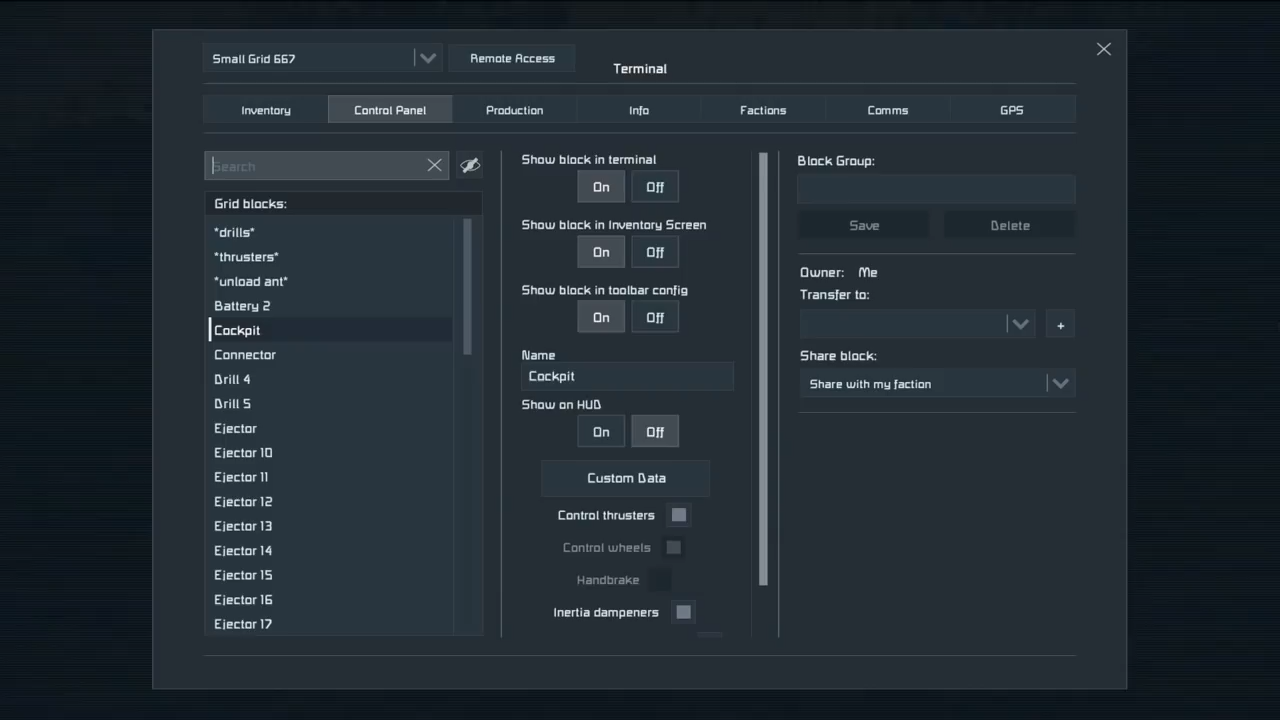 Small Grid 667
Remote Access
Terminal
Inventory
Control Panel
Production
Info
Factions
Comms
GPS
Search
Grid blocks:
*drills*
*thrusters*
*unload ant*
Battery 2
Cockpit
Connector
Drill 4
Drill 5
Ejector
Ejector 10
Ejector 11
Ejector 12
Ejector 13
Ejector 14
Ejector 15
Ejector 16
Ejector 17
Show block in terminal
On Off
Show block in Inventory Screen
On Off
Show block in toolbar config
On Off
Name
Cockpit
Show on HUD
On Off
Custom Data
Control thrusters
Control wheels
Handbrake
Inertia dampeners
Block Group:
Save Delete
Owner: Me
Transfer to:
+
Share block:
Share with my faction